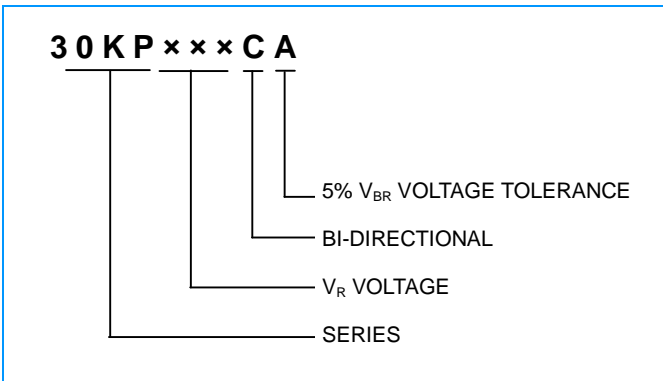 30KP×××CA
5% VBR VOLTAGE TOLERANCE
BI-DIRECTIONAL
VR VOLTAGE
SERIES